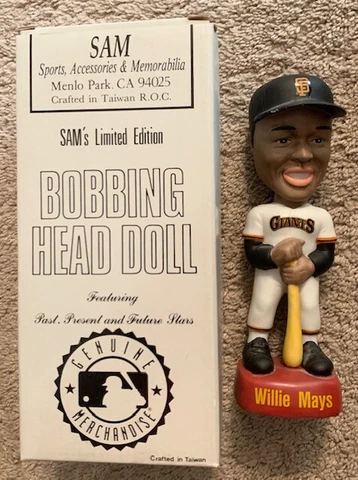 SAM
Sports, Accessories & Memorabilia
Menlo Park, CA 94025
Crafted in Taiwan R.O.C.
SAM's Limited Edition
BOBBING
HEAD DOLL
Featuring
Past, Present and Future Stars
GENUINE
MERCHANDISE
Crafted in Taiwan
SF
GIANTS
Willie Mays